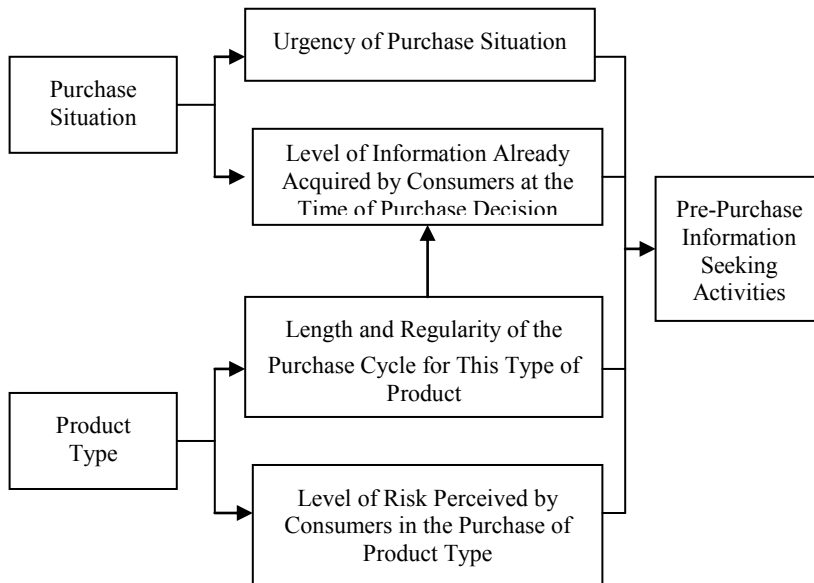 Urgency of Purchase Situation
Purchase
Situation
Level of Information Already
Acquired by Consumers at the
Time of Purchase Decision
Pre-Purchase
Information
Seeking
Activities
Length and Regularity of the
Purchase Cycle for This Type of
Product
Product
Type
Level of Risk Perceived by
Consumers in the Purchase of
Product Type